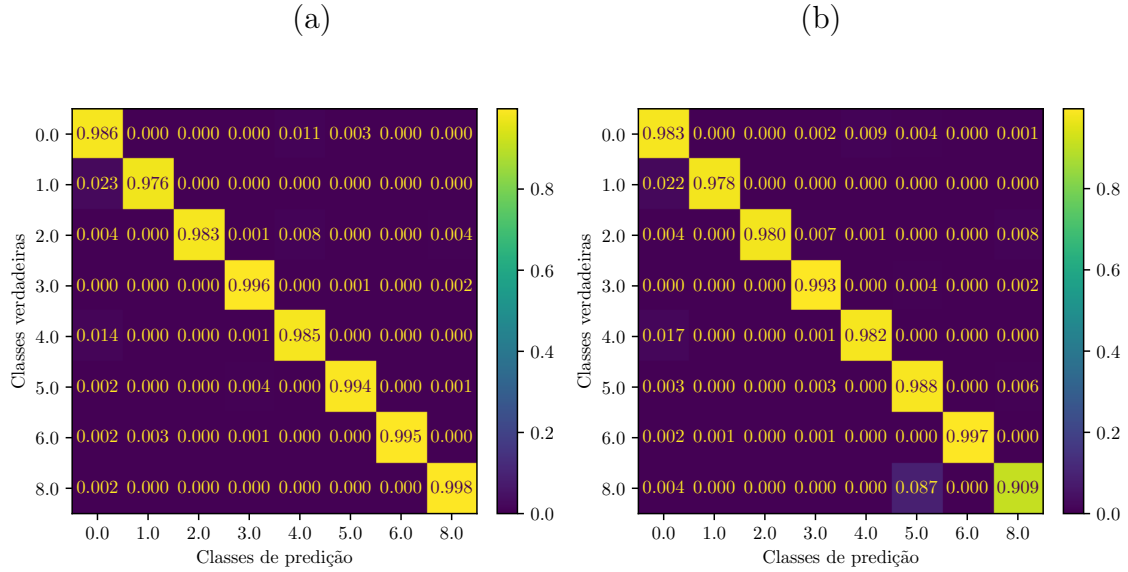 (a)
0.0 0.986 0.000 0.000 0.000 0.011 0.003 0.000 0.000
1.0 0.023 0.976 0.000 0.000 0.000 0.000 0.000 0.000
2.0 0.004 0.000 0.983 0.001 0.008 0.000 0.000 0.004
3.0 0.000 0.000 0.000 0.996 0.000 0.001 0.000 0.002
4.0 0.014 0.000 0.000 0.001 0.985 0.000 0.000 0.000
5.0 0.002 0.000 0.000 0.004 0.000 0.994 0.000 0.001
6.0 0.002 0.003 0.000 0.001 0.000 0.000 0.995 0.000
8.0 0.002 0.000 0.000 0.000 0.000 0.000 0.000 0.998
0.0 1.0 2.0 3.0 4.0 5.0 6.0 8.0
Classes de predição
Classes verdadeiras
0.8
0.6
0.4
0.2
0.0
(b)
0.0 0.983 0.000 0.000 0.002 0.009 0.004 0.000 0.001
1.0 0.022 0.978 0.000 0.000 0.000 0.000 0.000 0.000
2.0 0.004 0.000 0.980 0.007 0.001 0.000 0.000 0.008
3.0 0.000 0.000 0.000 0.993 0.000 0.004 0.000 0.002
4.0 0.017 0.000 0.000 0.001 0.982 0.000 0.000 0.000
5.0 0.003 0.000 0.000 0.003 0.000 0.988 0.000 0.006
6.0 0.002 0.001 0.000 0.001 0.000 0.000 0.997 0.000
8.0 0.004 0.000 0.000 0.000 0.000 0.087 0.000 0.909
0.0 1.0 2.0 3.0 4.0 5.0 6.0 8.0
Classes de predição
Classes verdadeiras
0.8
0.6
0.4
0.2
0.0